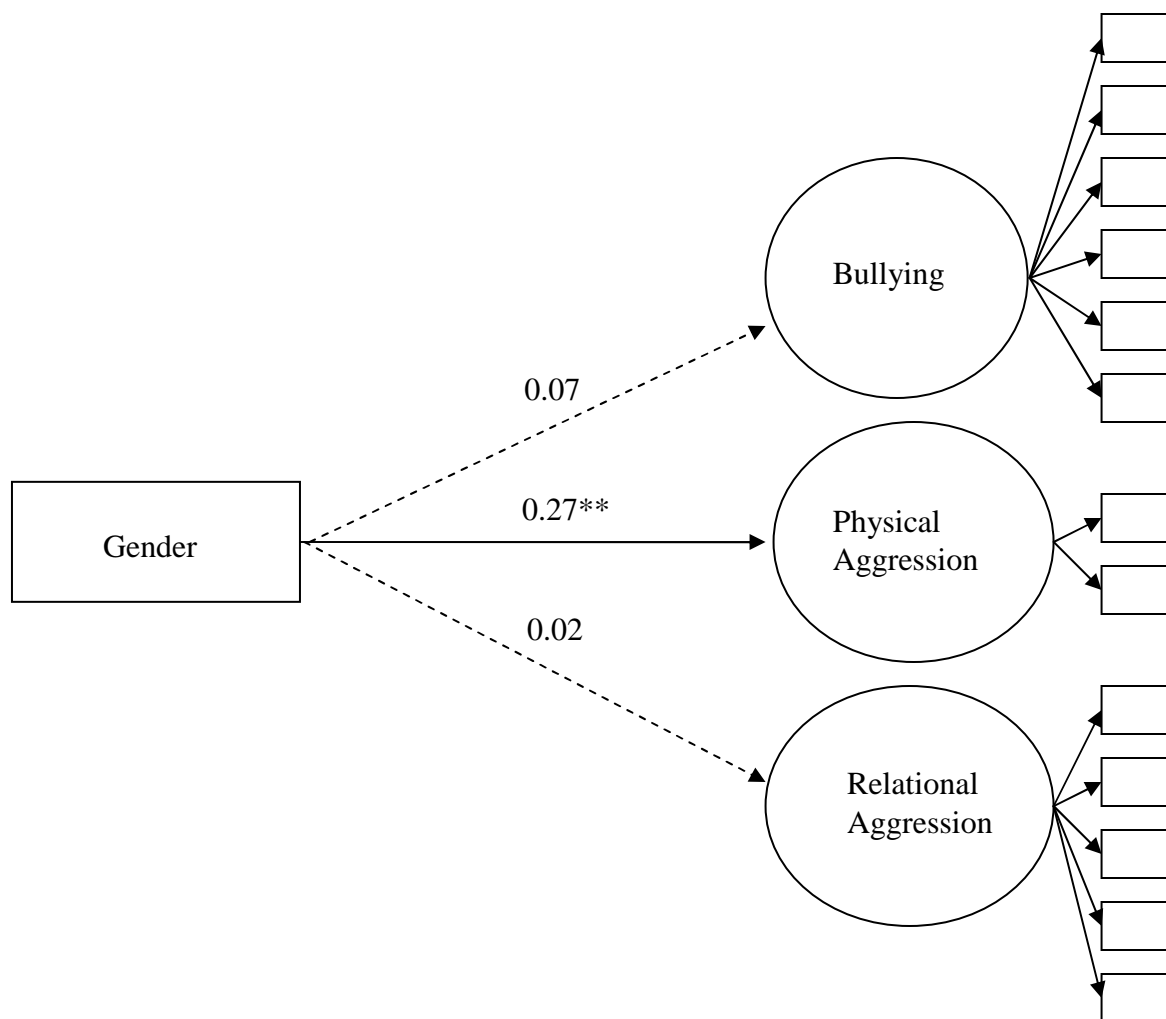 Bullying
0.07
0.27**
Gender
Physical
Aggression
0.02
Relational
Aggression